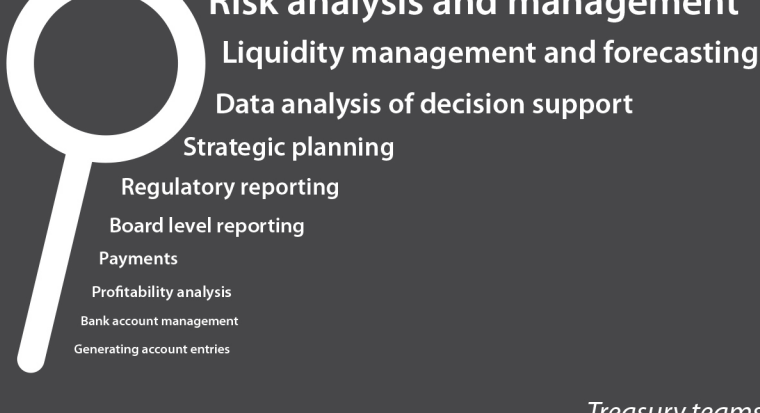 Risk analysis and management
Liquidity management and forecasting
Data analysis of decision support
Strategic planning
Regulatory reporting
Board level reporting
Payments
Profitability analysis
Bank account management
Generating account entries
Treasury teams